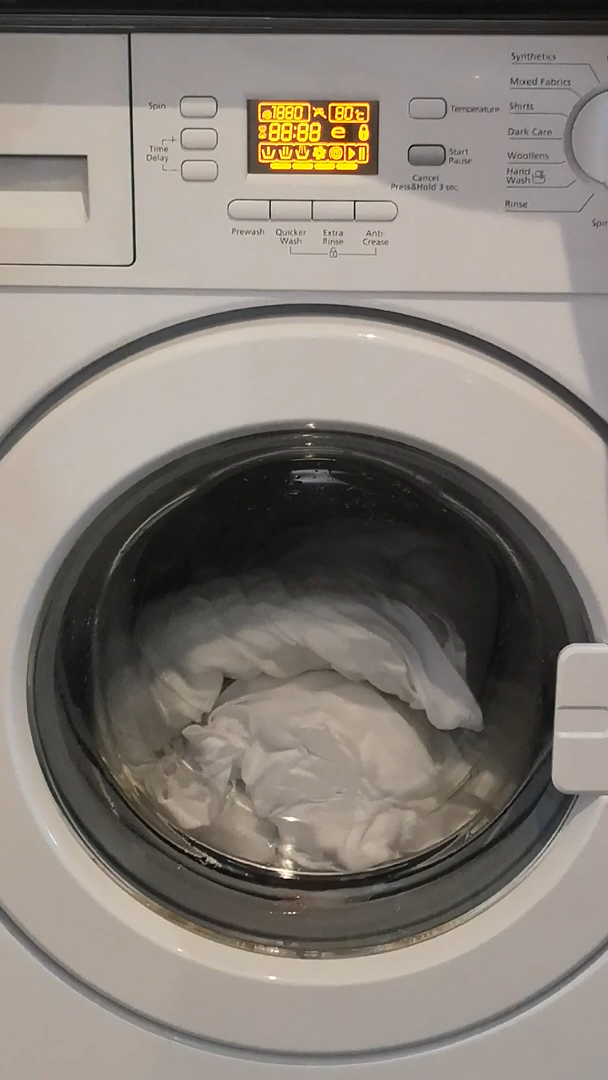 Spin
Time
Delay
1880
80°c
88:88
e
Temperature
Start
Pause
Cancel
Press&Hold 3 sec
Prewash
Quicker
Wash
Extra
Rinse
Anti-
Crease
Synthetics
Mixed Fabrics
Shirts
Dark Care
Woollens
Hand
Wash
Rinse
Spin